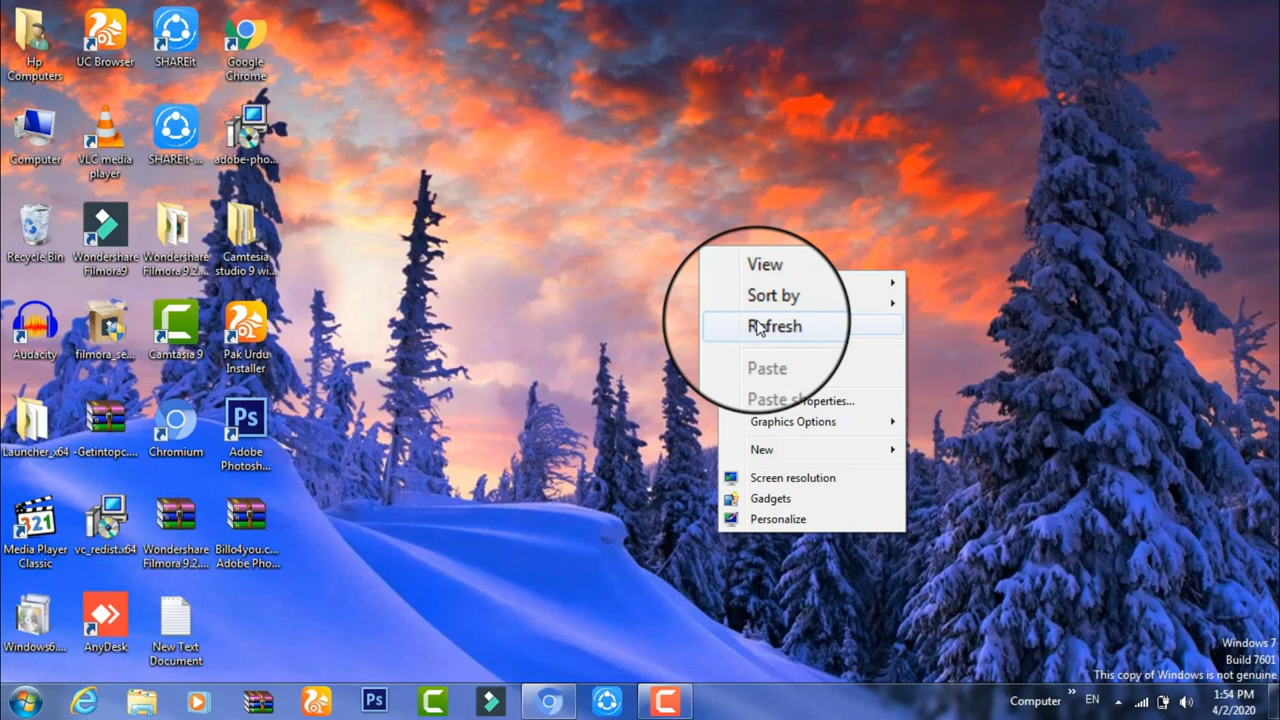 Hp
Computers
UC Browser
SHAREit
Google
Chrome
Computer
VLC media
player
SHAREit-...
adobe-pho...
Recycle Bin
Wondershare
Filmora9
Wondershare
Filmora 9.2....
Camtesia
studio 9 wi...
Audacity
filmora_se...
Camtasia 9
Pak Urdu
Installer
Launcher_x64
-Getintopc....
Chromium
Ps
Adobe
Photosh...
321
Media Player
Classic
vc_redist.x64
Wondershare
Filmora 9.2....
Billo4you.c...
Adobe Pho...
Windows6....
AnyDesk
New Text
Document
View
Sort by
Refresh
Paste
Paste s
roperties...
Graphics Options
New
Screen resolution
Gadgets
Personalize
Windows 7
Build 7601
This copy of Windows is not genuine
Ps
Computer
»
EN
1:54 PM
4/2/2020